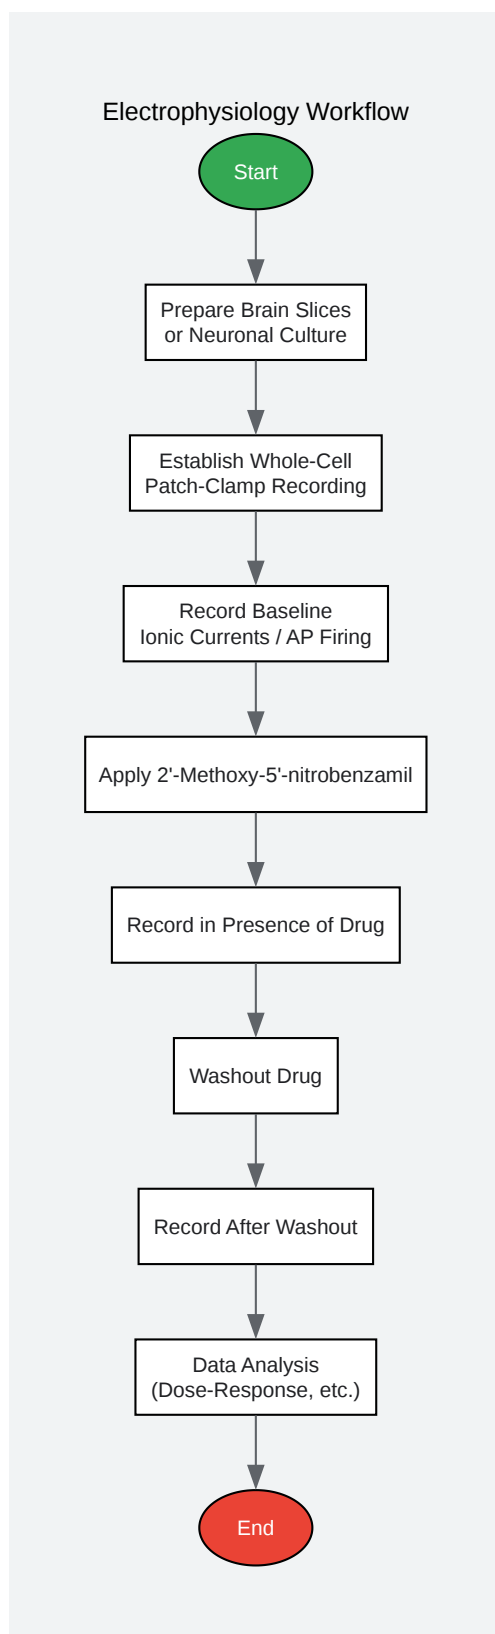 Electrophysiology Workflow
Start
Prepare Brain Slices
or Neuronal Culture
Establish Whole-Cell
Patch-Clamp Recording
Record Baseline
Ionic Currents / AP Firing
Apply 2'-Methoxy-5'-nitrobenzamil
Record in Presence of Drug
Washout Drug
Record After Washout
Data Analysis
(Dose-Response, etc.)
End